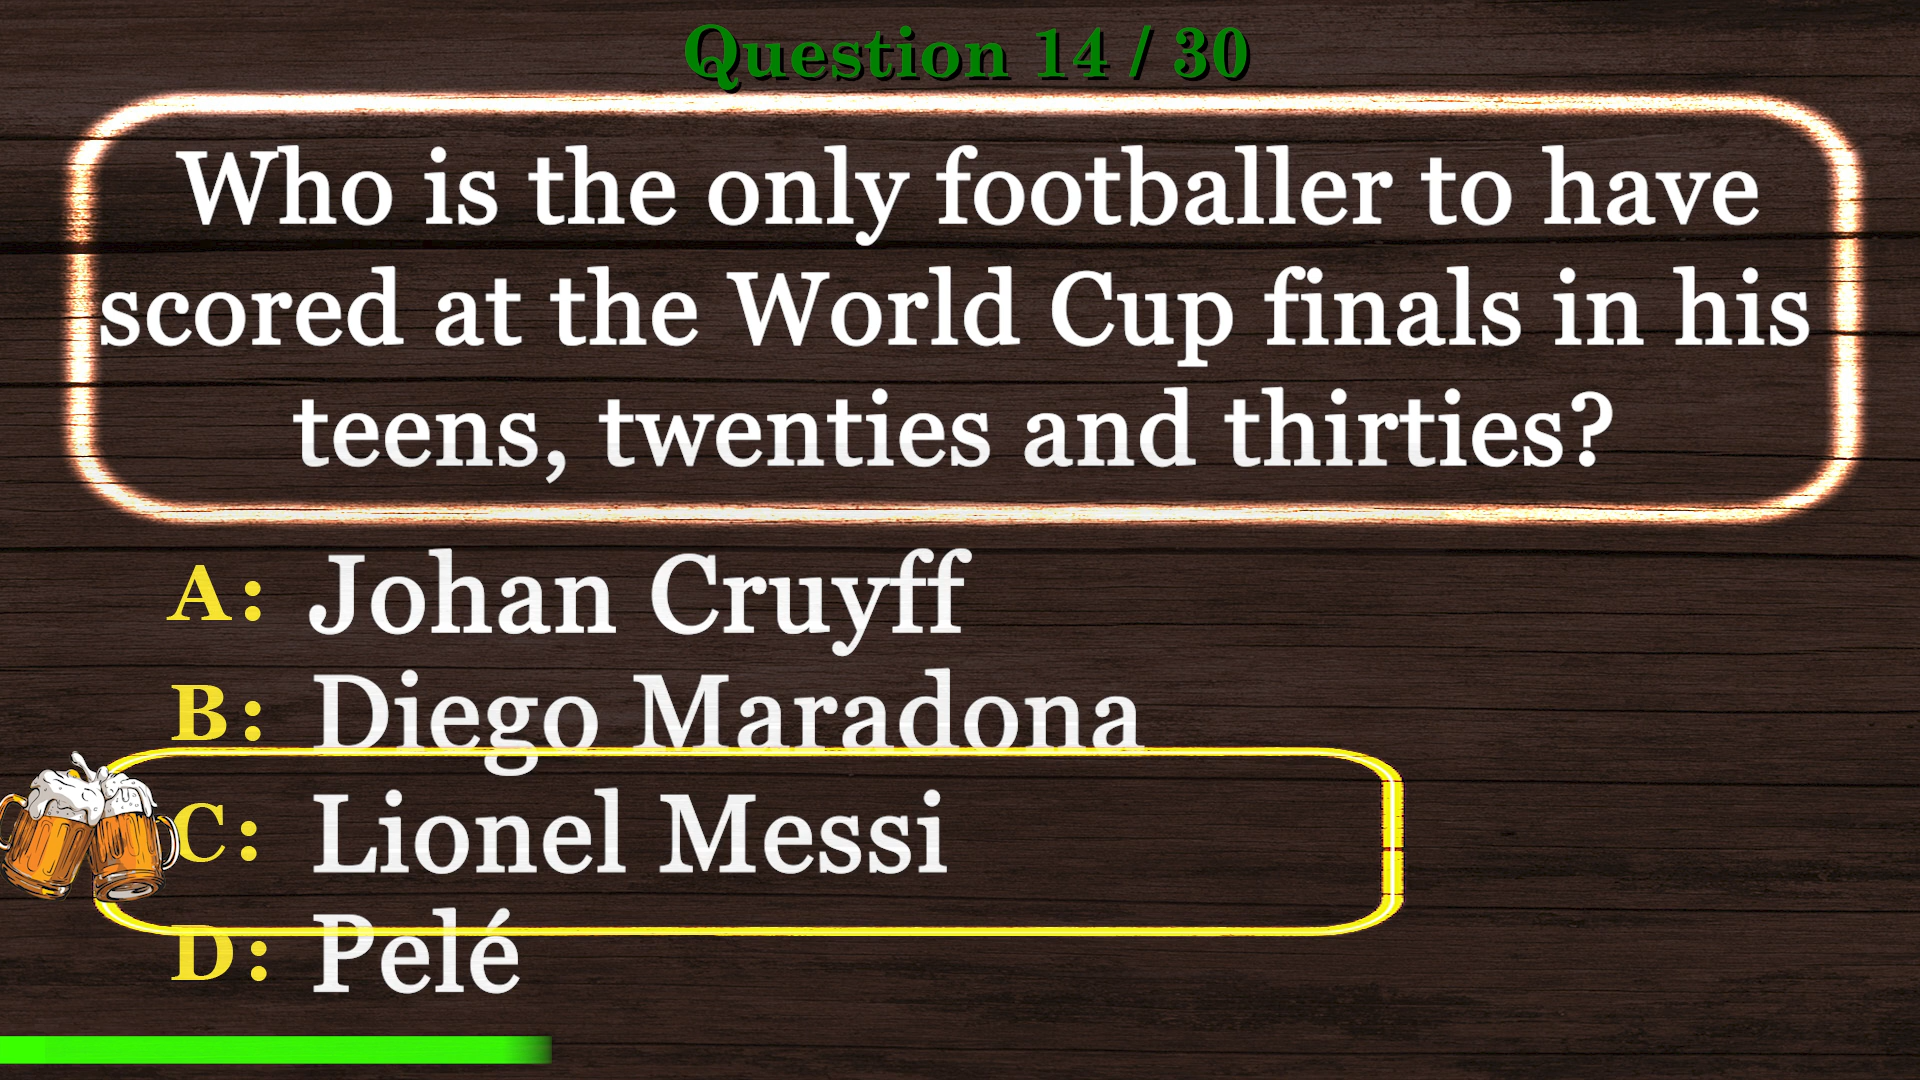 Question 14 / 30
Who is the only footballer to have
scored at the World Cup finals in his
teens, twenties and thirties?
A: Johan Cruyff
B: Diego Maradona
C: Lionel Messi
D: Pelé